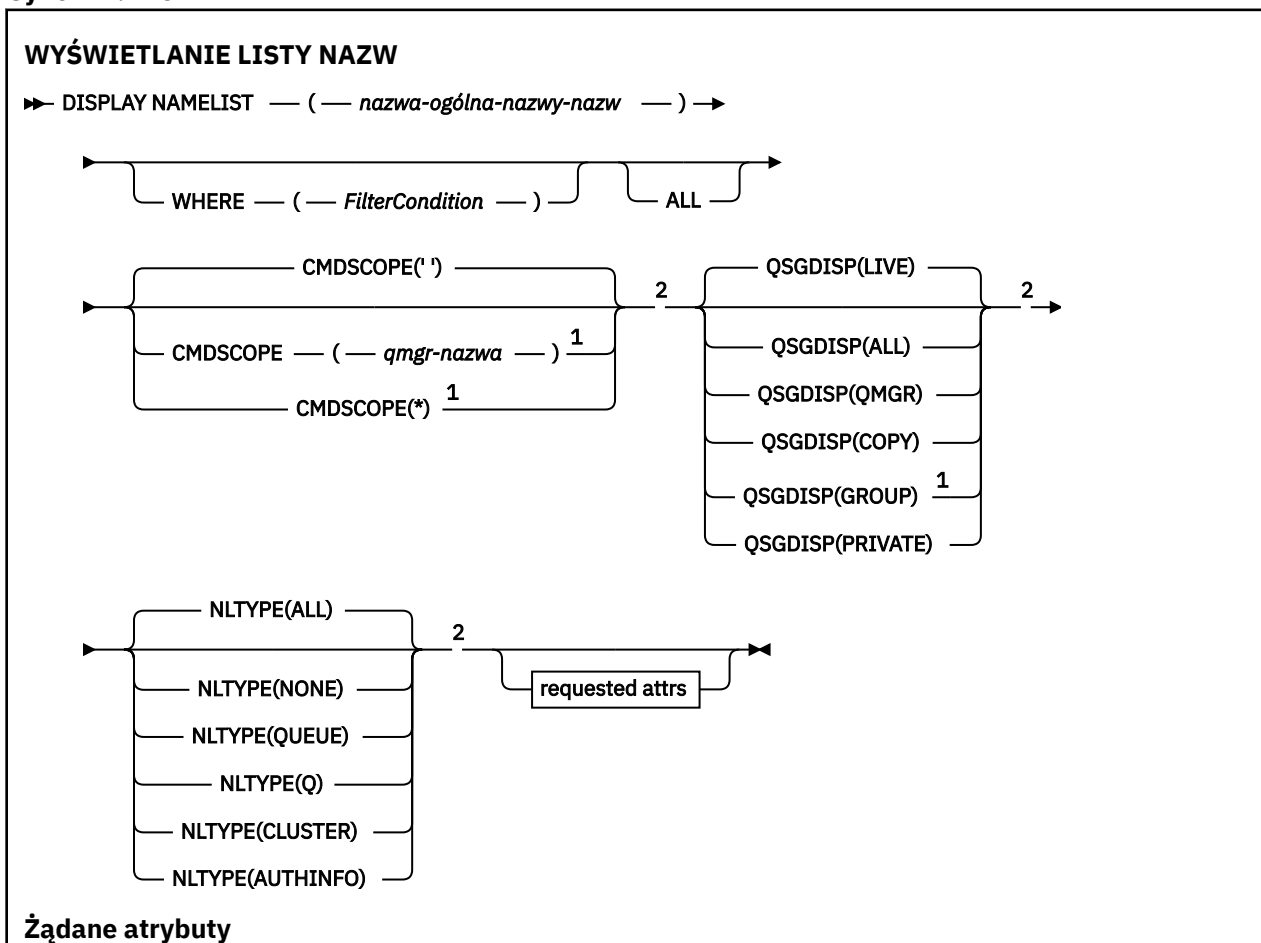 WYŚWIETLANIE LISTY NAZW
DISPLAY NAMELIST ( nazwa-ogólna-nazwy-nazw )
WHERE ( FilterCondition ) ALL
CMDSCOPE(' ') 2 QSGDISP(LIVE) 2
CMDSCOPE ( qmgr-nazwa ) 1 QSGDISP(ALL)
CMDSCOPE(*) 1 QSGDISP(QMGR)
QSGDISP(COPY)
QSGDISP(GROUP) 1
QSGDISP(PRIVATE)
NLTYPE(ALL) 2
NLTYPE(NONE) requested attrs
NLTYPE(QUEUE)
NLTYPE(Q)
NLTYPE(CLUSTER)
NLTYPE(AUTHINFO)
Żądane atrybuty